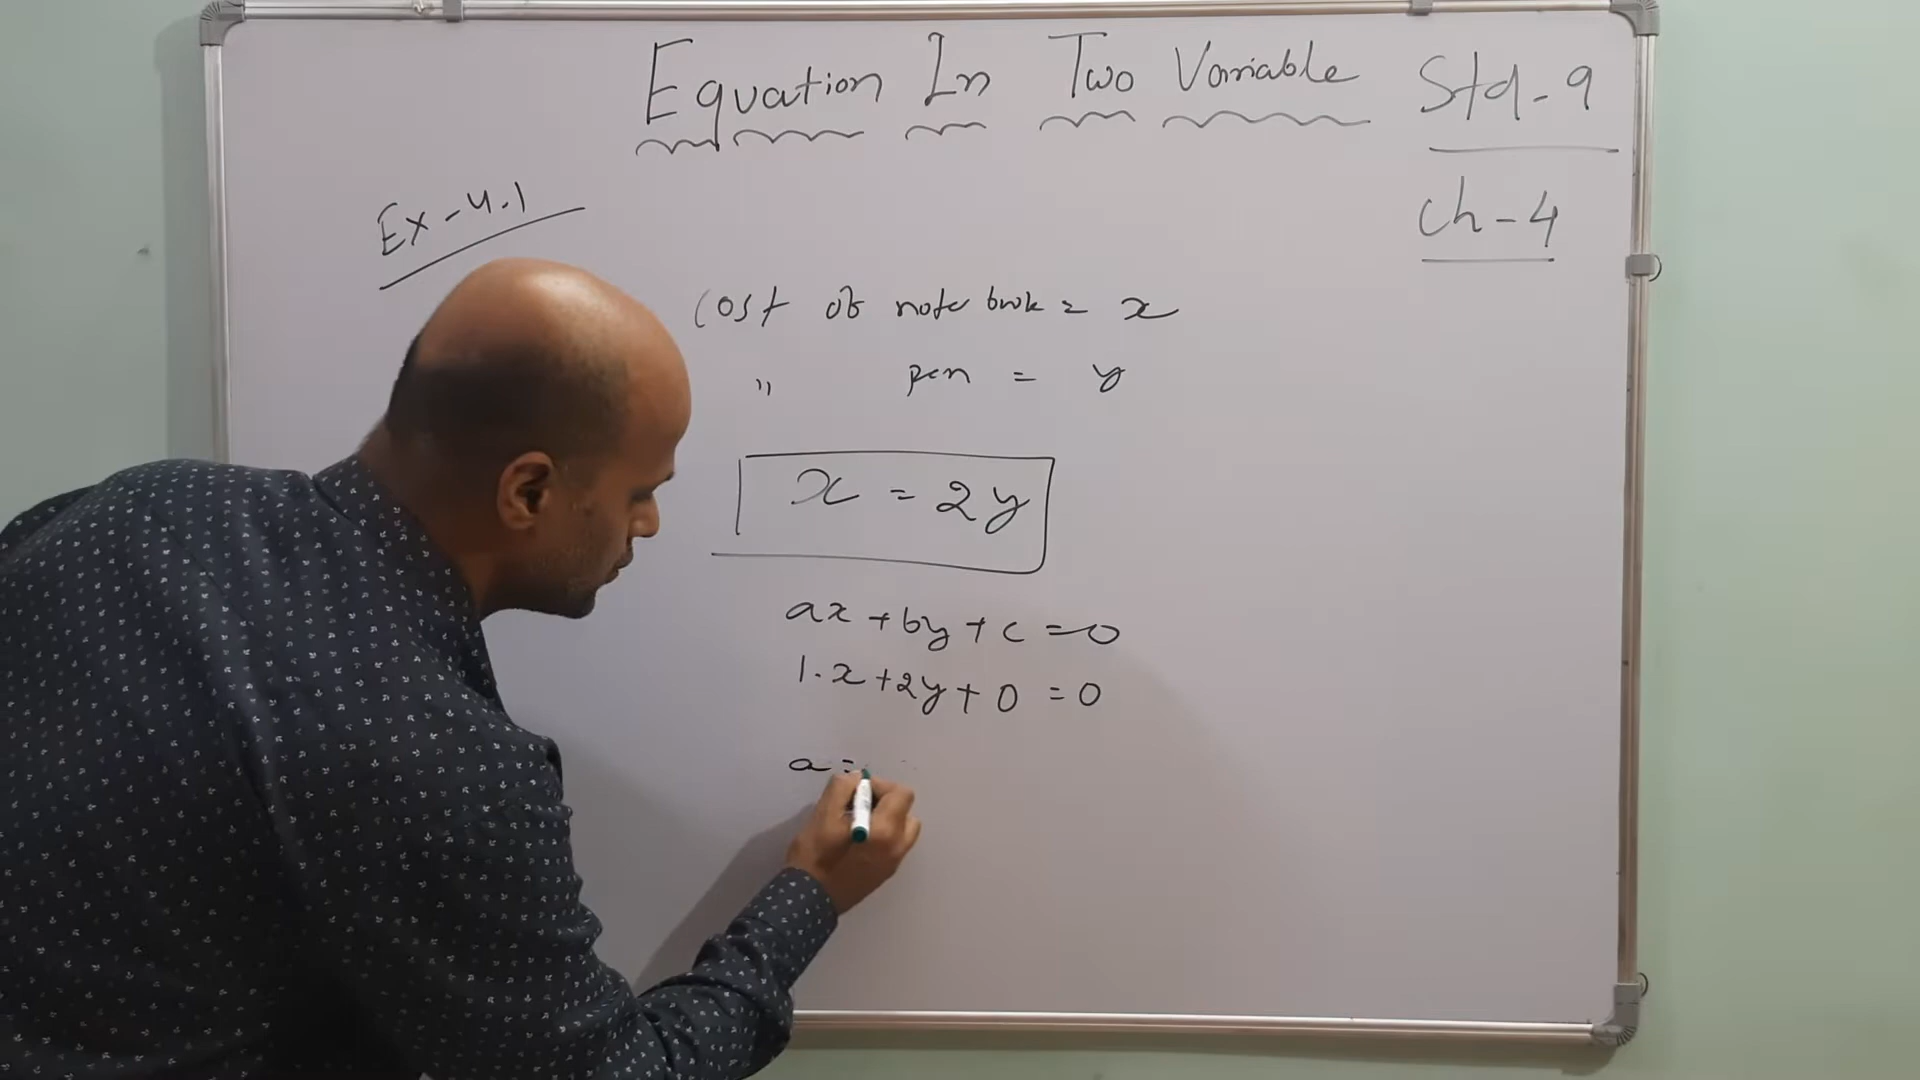 Equation In Two Variable
Std - 9
Ch - 4
Ex - 4.1
Cost of note book = x
" pen = y
x = 2y
ax + by + c = 0
1. x + 2y + 0 = 0
a =